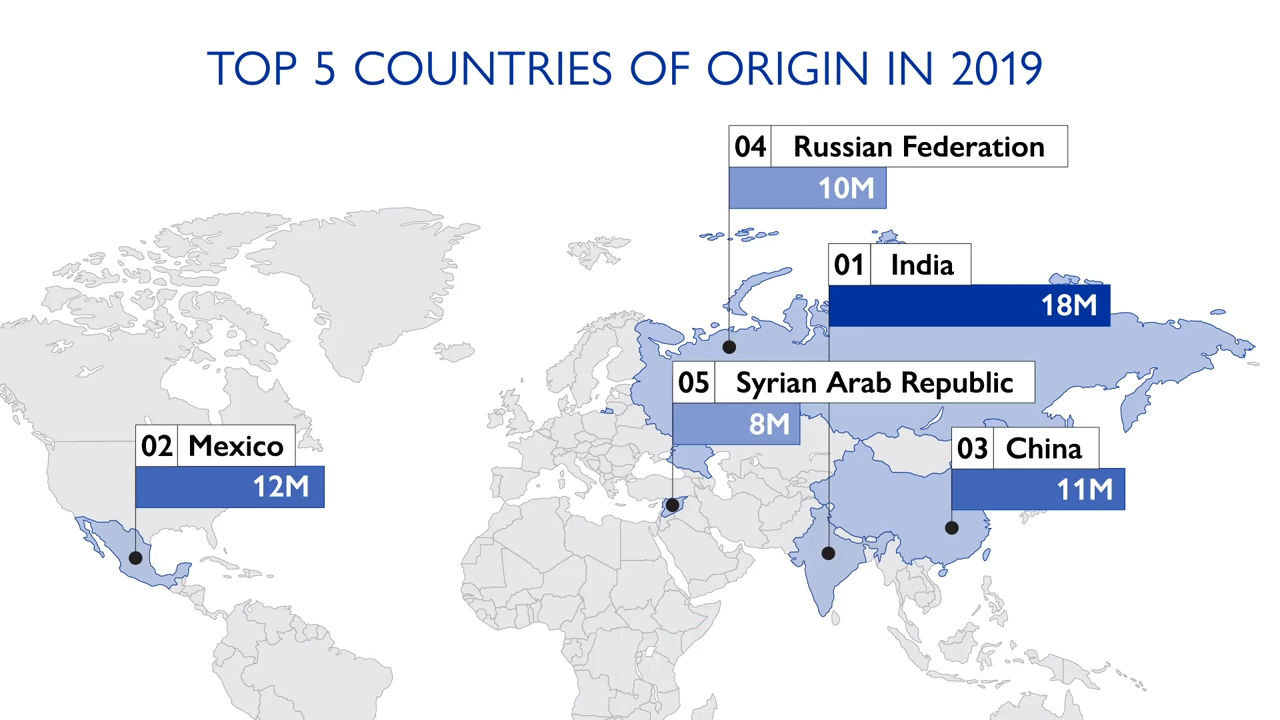 TOP 5 COUNTRIES OF ORIGIN IN 2019
04 Russian Federation
10M
01 India
18M
05 Syrian Arab Republic
8M
02 Mexico
12M
03 China
11M